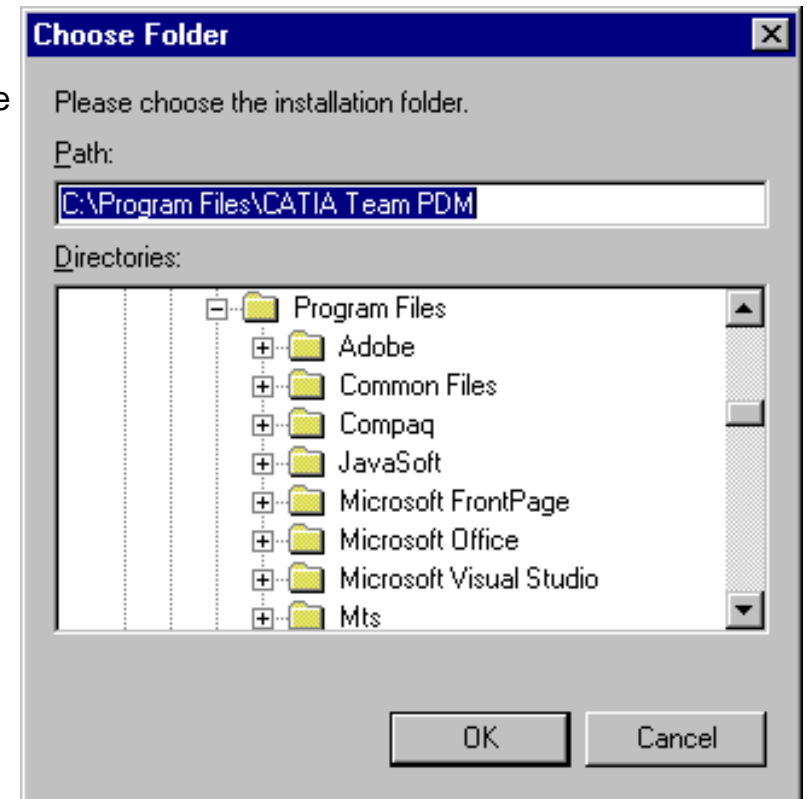 Choose Folder
e
Please choose the installation folder.
Path:
C:\Program Files\CATIA Team PDM
Directories:
Program Files
Adobe
Common Files
Compaq
JavaSoft
Microsoft FrontPage
Microsoft Office
Microsoft Visual Studio
Mts
OK
Cancel